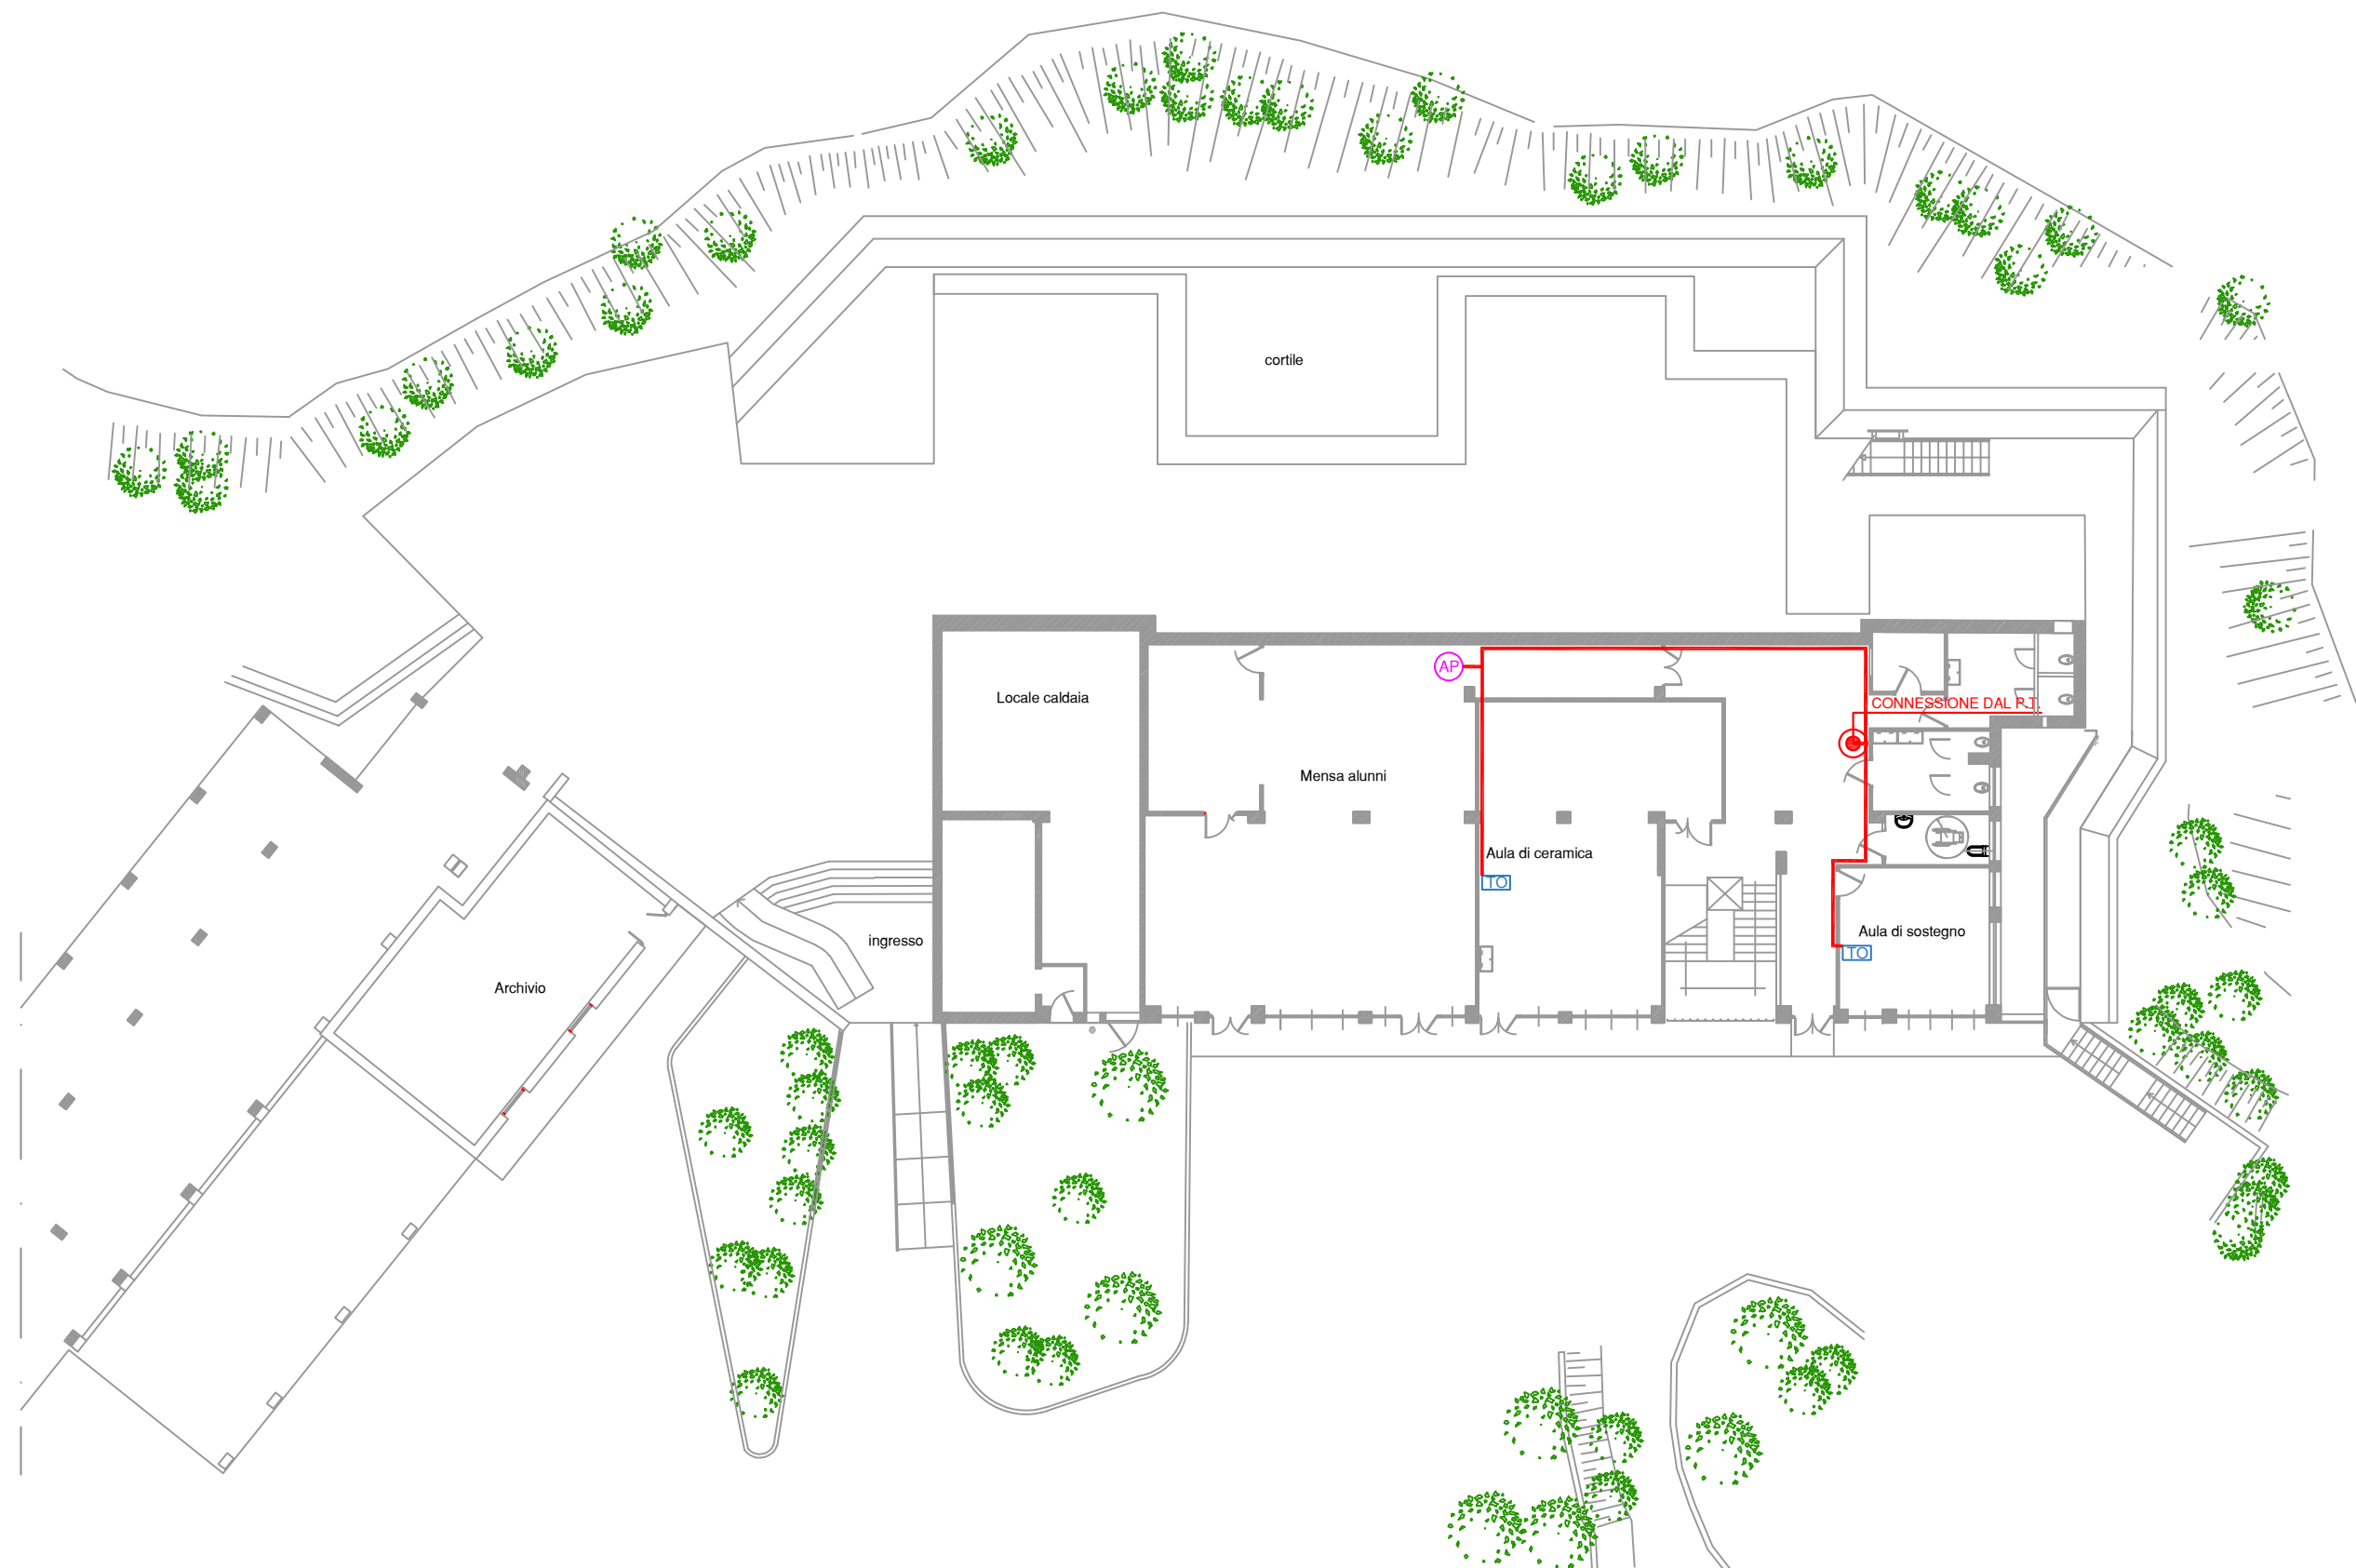 cortile
AP
Locale caldaia
CONNESSIONE DAL P.T.
Mensa alunni
Aula di ceramica
TO
Aula di sostegno
ingresso
TO
Archivio